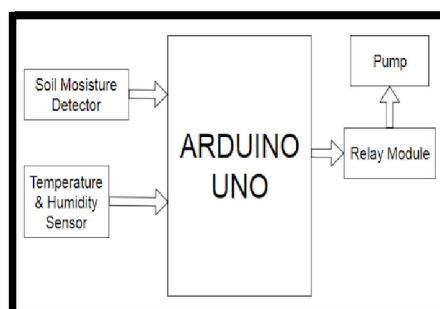 Soil Mosisture
Detector
Temperature
& Humidity
Sensor
ARDUINO
UNO
Pump
Relay Module